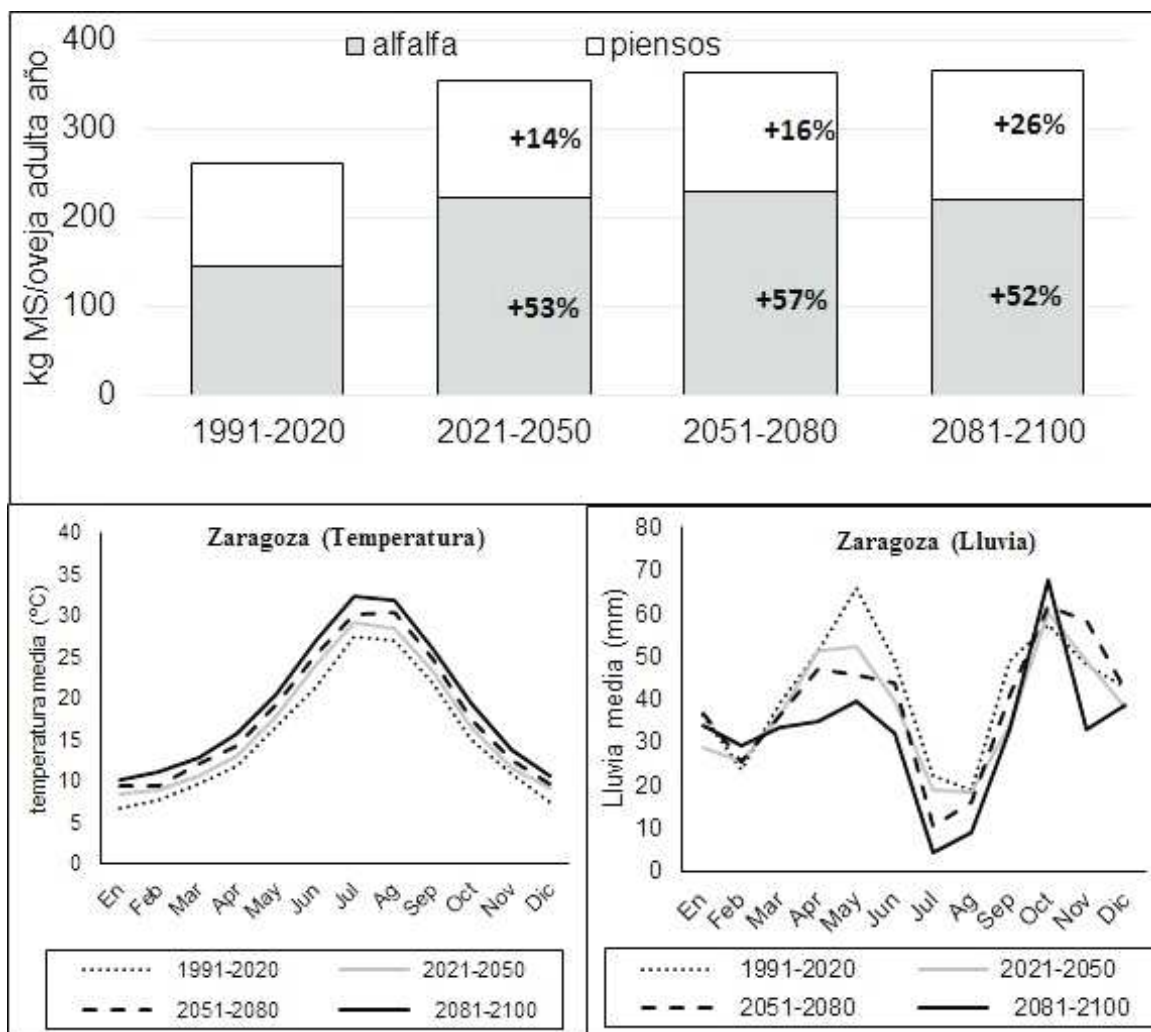 400
300
200
100
0
kg MS/oveja adulta año
alfalfa piensos
+14% +16% +26%
+53% +57% +52%
1991-2020 2021-2050 2051-2080 2081-2100
Zaragoza (Temperatura)
40
35
30
25
20
15
10
5
0
temperatura media (ºC)
En Feb Mar Apr May Jun Jul Ag Sep Oct Nov Dic
1991-2020 2021-2050
2051-2080 2081-2100
Zaragoza (Lluvia)
80
70
60
50
40
30
20
10
0
Lluvia media (mm)
En Feb Mar Apr May Jun Jul Ag Sep Oct Nov Dic
1991-2020 2021-2050
2051-2080 2081-2100